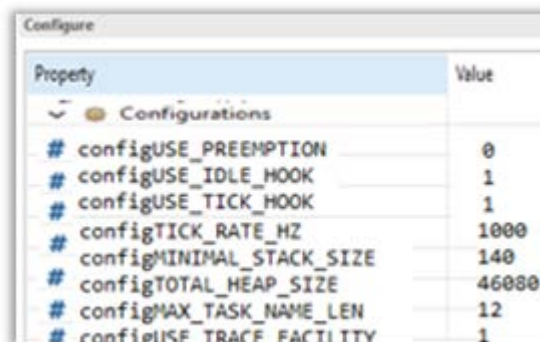 Configure
Property Value
Configurations
# configUSE_PREEMPTION 0
# configUSE_IDLE_HOOK 1
# configUSE_TICK_HOOK 1
# configTICK_RATE_HZ 1000
configMINIMAL_STACK_SIZE 140
# configTOTAL_HEAP_SIZE 46080
# configMAX_TASK_NAME_LEN 12
# configUSE_TRACE_FACILITY 1